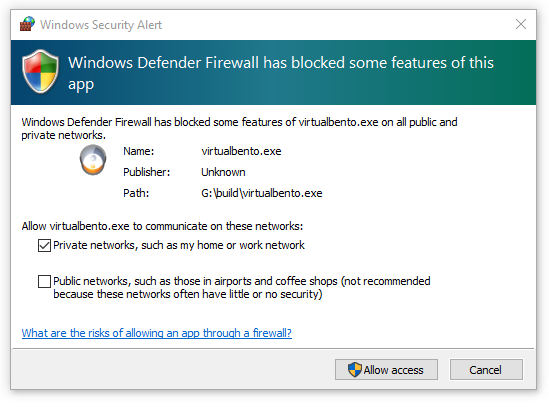 Windows Security Alert
Windows Defender Firewall has blocked some features of this
app
Windows Defender Firewall has blocked some features of virtualbento.exe on all public and
private networks.
Name: virtualbento.exe
Publisher: Unknown
Path: G:\build\virtualbento.exe
Allow virtualbento.exe to communicate on these networks:
Private networks, such as my home or work network
Public networks, such as those in airports and coffee shops (not recommended
because these networks often have little or no security)
What are the risks of allowing an app through a firewall?
Allow access Cancel